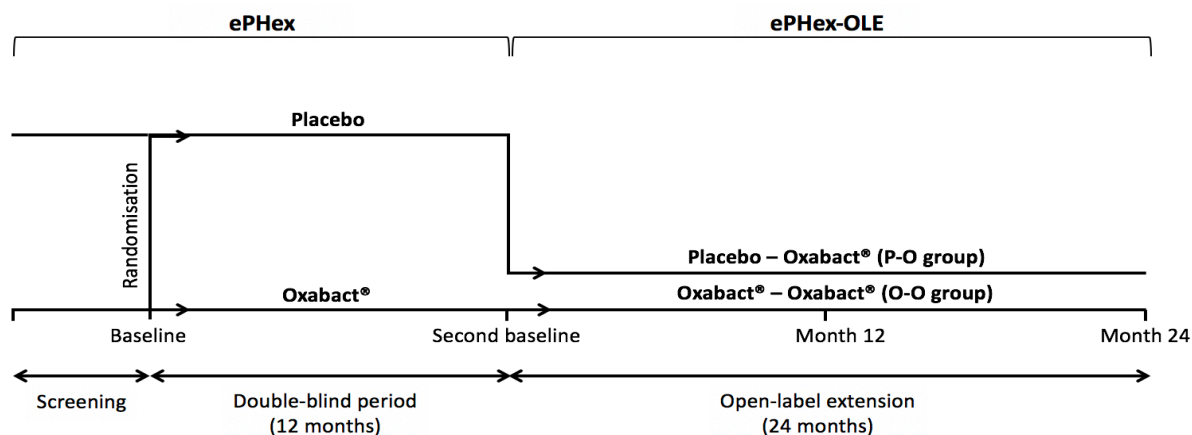 ePHex
ePHex-OLE
Placebo
Randomisation
Placebo – Oxabact® (P-O group)
Oxabact®
Oxabact® – Oxabact® (O-O group)
Baseline
Second baseline
Month 12
Month 24
Screening
Double-blind period
(12 months)
Open-label extension
(24 months)